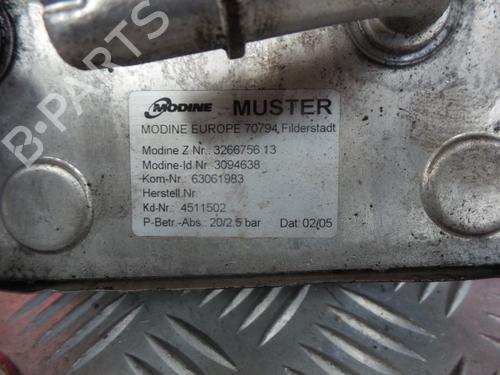 MODINE MUSTER
MODINE EUROPE 70794 Filderstadt
Modine Z Nr.: 3266756.13
Modine-Id Nr. 3094638
Kom-Nr.: 63061983
Herstell.Nr.
Kd-Nr.: 4511502
P-Betr.-Abs.: 20/2.5 bar Dat: 02/05
B-PARTS